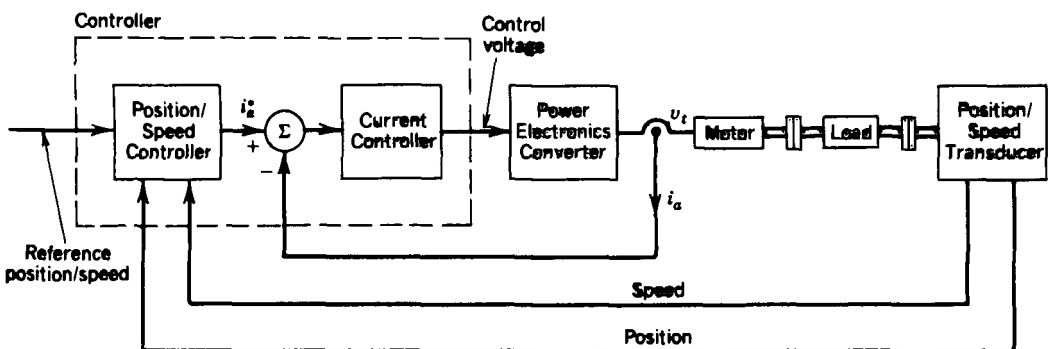 Controller
Control
voltage
Position/
Speed
Controller
i*a
+
−
Σ
Current
Controller
Power
Electronics
Converter
vt
Motor
Load
Position/
Speed
Transducer
ia
Reference
position/speed
Speed
Position